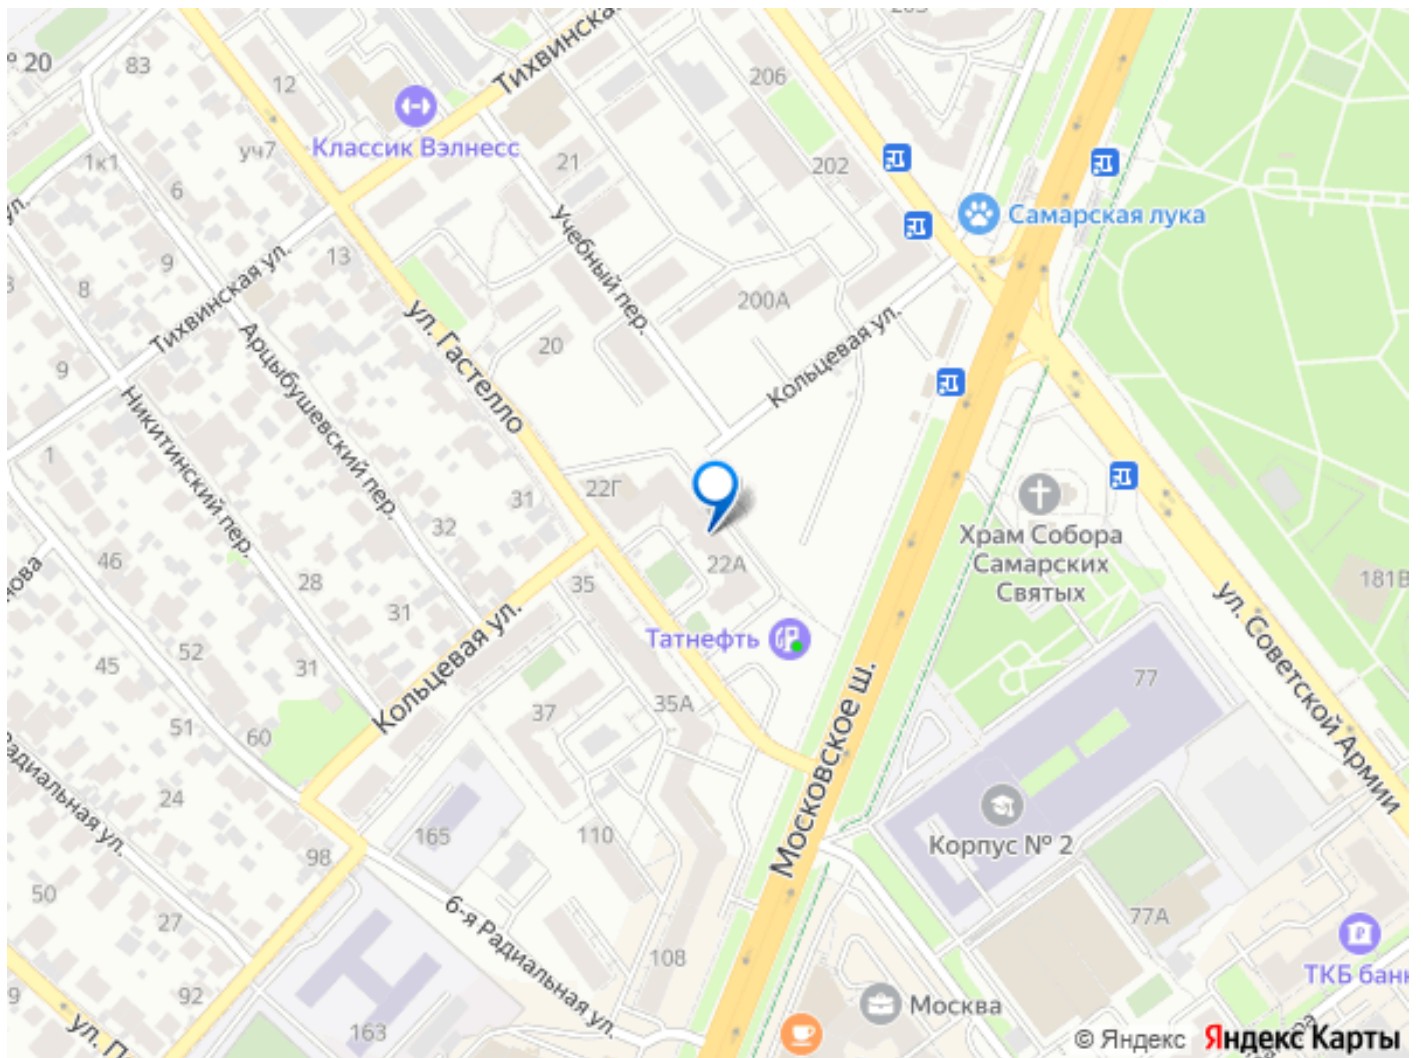 № 20
83
12
Тихвинская
206
Классик Вэлнесс
1к1
уч7
21
202
6
ул.
Самарская лука
Учебный пер.
13
9
8
Тихвинская ул.
200А
ул. Гастелло
Кольцевая ул.
20
9
Арцыбушевский пер.
Никитинский пер.
1
22Г
31
32
Храм Собора
Самарских
Святых
46
28
22А
35
181В
31
ул. Советской Армии
Кольцевая ул.
Татнефть
52
45
31
Московское ш.
77
35А
37
51
60
Радиальная ул.
24
165
110
Корпус № 2
98
50
27
6-я Радиальная ул.
77А
108
ТКБ банк
92
9
163
Москва
© Яндекс Яндекс Карты